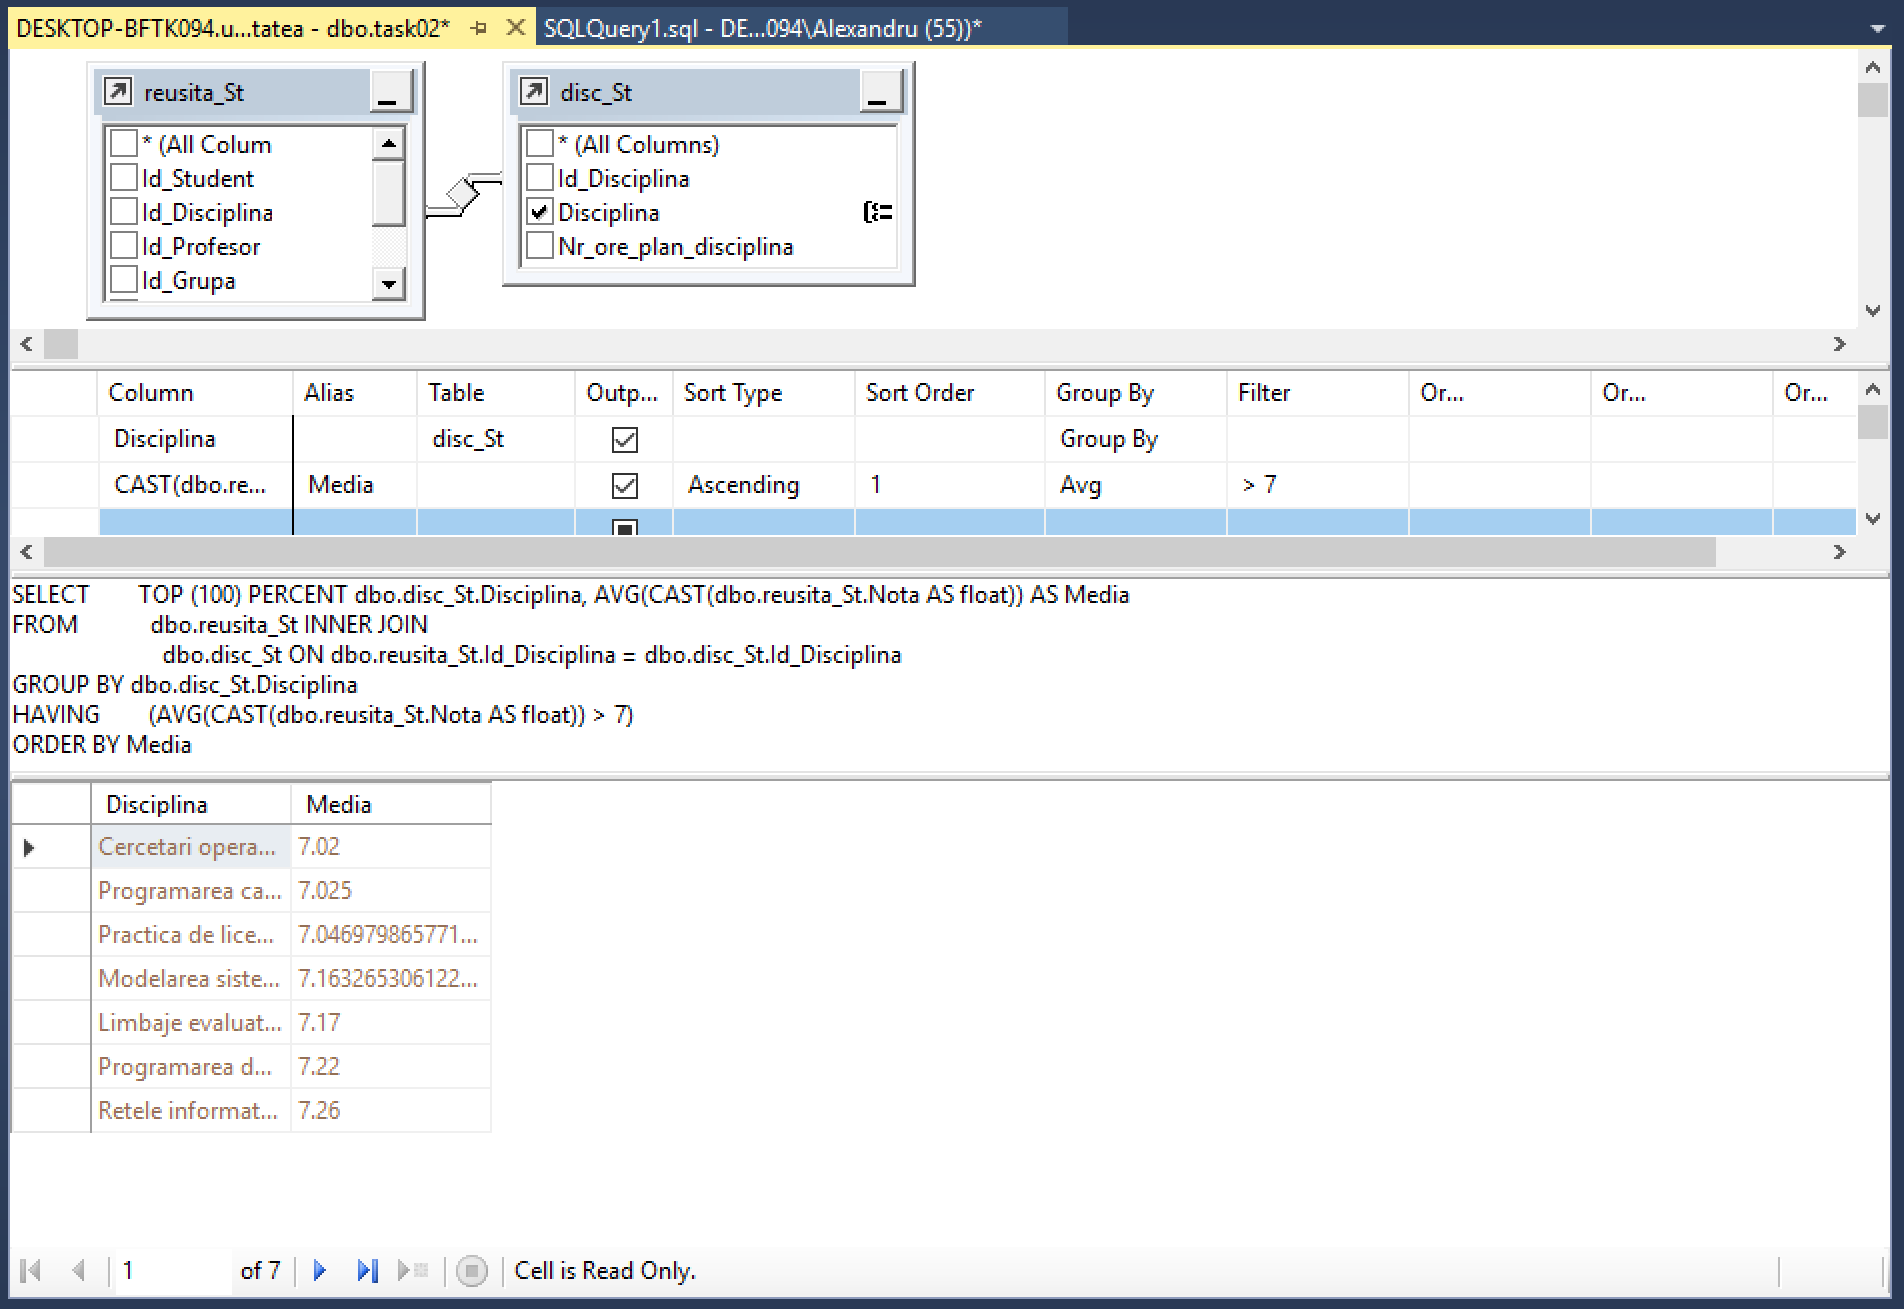 DESKTOP-BFTK094.u...tatea - dbo.task02* SQLQuery1.sql - DE...094\Alexandru (55))*
reusita_St
* (All Colum
Id_Student
Id_Disciplina
Id_Profesor
Id_Grupa
disc_St
* (All Columns)
Id_Disciplina
Disciplina
Nr_ore_plan_disciplina
Column Alias Table Outp... Sort Type Sort Order Group By Filter Or... Or... Or...
Disciplina disc_St Group By
CAST(dbo.re... Media Ascending 1 Avg > 7
SELECT TOP (100) PERCENT dbo.disc_St.Disciplina, AVG(CAST(dbo.reusita_St.Nota AS float)) AS Media
FROM dbo.reusita_St INNER JOIN
dbo.disc_St ON dbo.reusita_St.Id_Disciplina = dbo.disc_St.Id_Disciplina
GROUP BY dbo.disc_St.Disciplina
HAVING (AVG(CAST(dbo.reusita_St.Nota AS float)) > 7)
ORDER BY Media
Disciplina Media
Cercetari opera... 7.02
Programarea ca... 7.025
Practica de lice... 7.046979865771...
Modelarea siste... 7.163265306122...
Limbaje evaluat... 7.17
Programarea d... 7.22
Retele informat... 7.26
1 of 7 Cell is Read Only.